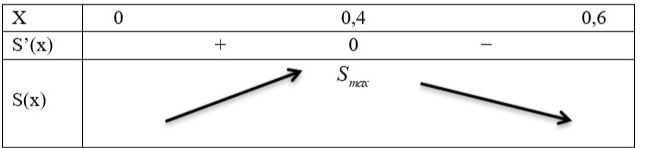 X 0 0,4 0,6
S'(x) + 0 −
S_max
S(x)